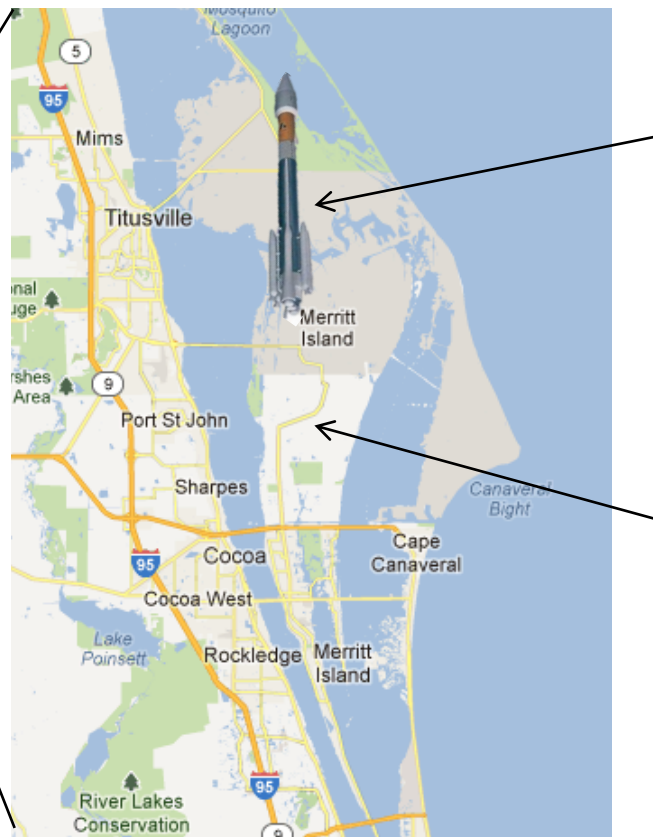 Mosquito
Lagoon
5
95
Mims
Titusville
onal
uge
Merritt
Island
rshes
Area
9
Port St John
Sharpes
Canaveral
Bight
Cape
Canaveral
Cocoa
95
Cocoa West
Lake
Poinsett
Rockledge
Merritt
Island
95
River Lakes
Conservation
9